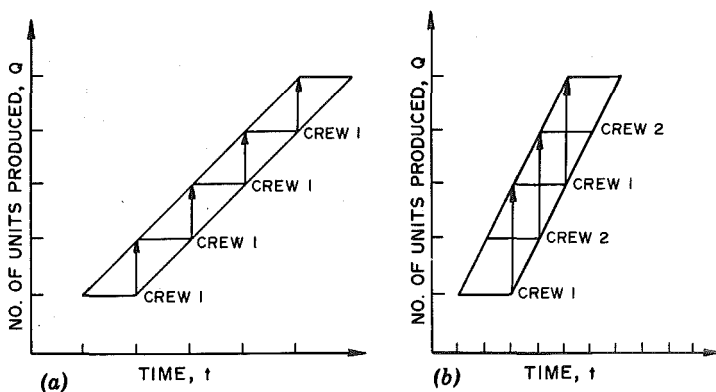 NO. OF UNITS PRODUCED, Q
CREW 1
CREW 1
CREW 1
CREW 1
TIME, t
(a)
NO. OF UNITS PRODUCED, Q
CREW 2
CREW 1
CREW 2
CREW 1
TIME, t
(b)